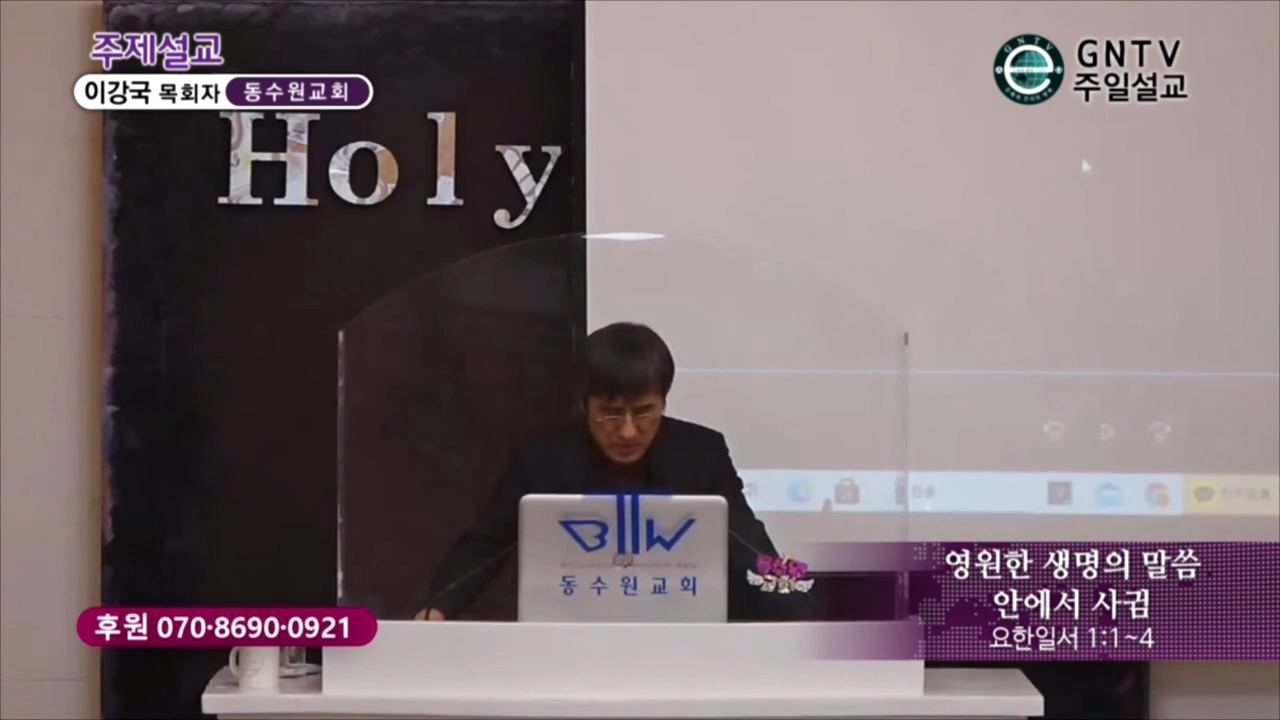 주제설교
이강국 목회자 동수원교회
GNTV
주일설교
Holy
BTW
동수원교회
영원한 생명의 말씀
안에서 사귐
요한일서 1:1~4
후원 070·8690·0921